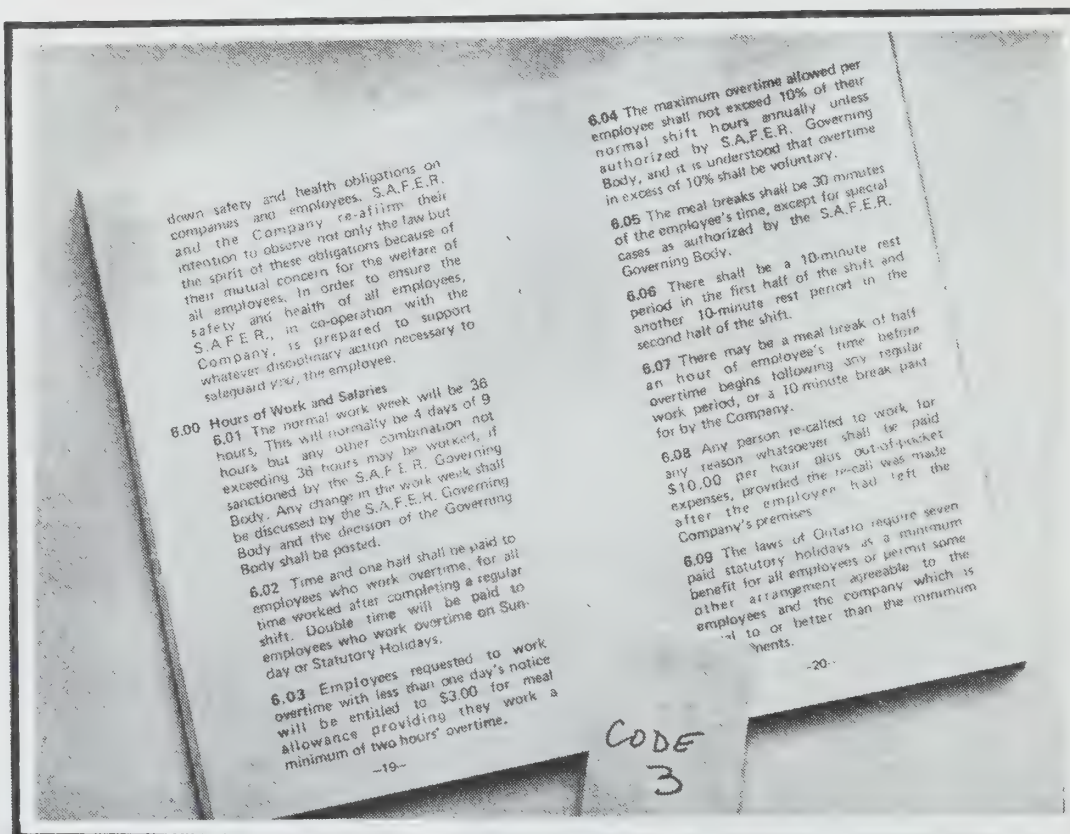 down safety and health obligations on
companies and employees. S.A.F.E.R.
and the Company re-afiirm their
intention to observe not only the law but
the spirit of these obligations because of
their mutual concern for the welfare of
all employees. In order to ensure the
safety and health of all employees,
S.A.F.E.R., in co-operation with the
Company, is prepared to support
whatever disciplinary action necessary to
safeguard you, the employee.
6.00 Hours of Work and Salaries
6.01 The normal work week will be 36
hours, This will normally be 4 days of 9
hours but any other combination not
exceeding 36 hours may be worked, if
sanctioned by the S.A.F.E.R. Governing
Body. Any change in the work week shall
be discussed by the S.A.F.E.R. Governing
Body and the decision of the Governing
Body shall be posted.
6.02 Time and one half shall be paid to
employees who work overtime, for all
time worked after completing a regular
shift. Double time will be paid to
employees who work overtime on Sun-
day or Statutory Holidays.
6.03 Employees requested to work
overtime with less than one day's notice
will be entitled to $3.00 for meal
allowance providing they work a
minimum of two hours' overtime.
-19-
6.04 The maximum overtime allowed per
employee shall not exceed 10% of their
normal shift hours annually unless
authorized by S.A.F.E.R. Governing
Body, and it is understood that overtime
in excess of 10% shall be voluntary.
6.05 The meal breaks shall be 30 minutes
of the employee's time, except for special
cases as authorized by the S.A.F.E.R.
Governing Body.
6.06 There shall be a 10-minute rest
period in the first half of the shift and
another 10-minute rest period in the
second half of the shift.
6.07 There may be a meal break of half
an hour of employee's time before
overtime begins following any regular
work period, or a 10 minute break paid
for by the Company.
6.08 Any person re-called to work for
any reason whatsoever shall be paid
$10.00 per hour plus out-of-pocket
expenses, provided the re-call was made
after the employee had left the
Company's premises
6.09 The laws of Ontario require seven
paid statutory holidays as a minimum
benefit for all employees or permit some
other arrangement agreeable to the
employees and the company which is
to or better than the minimum
-20-
CODE
3